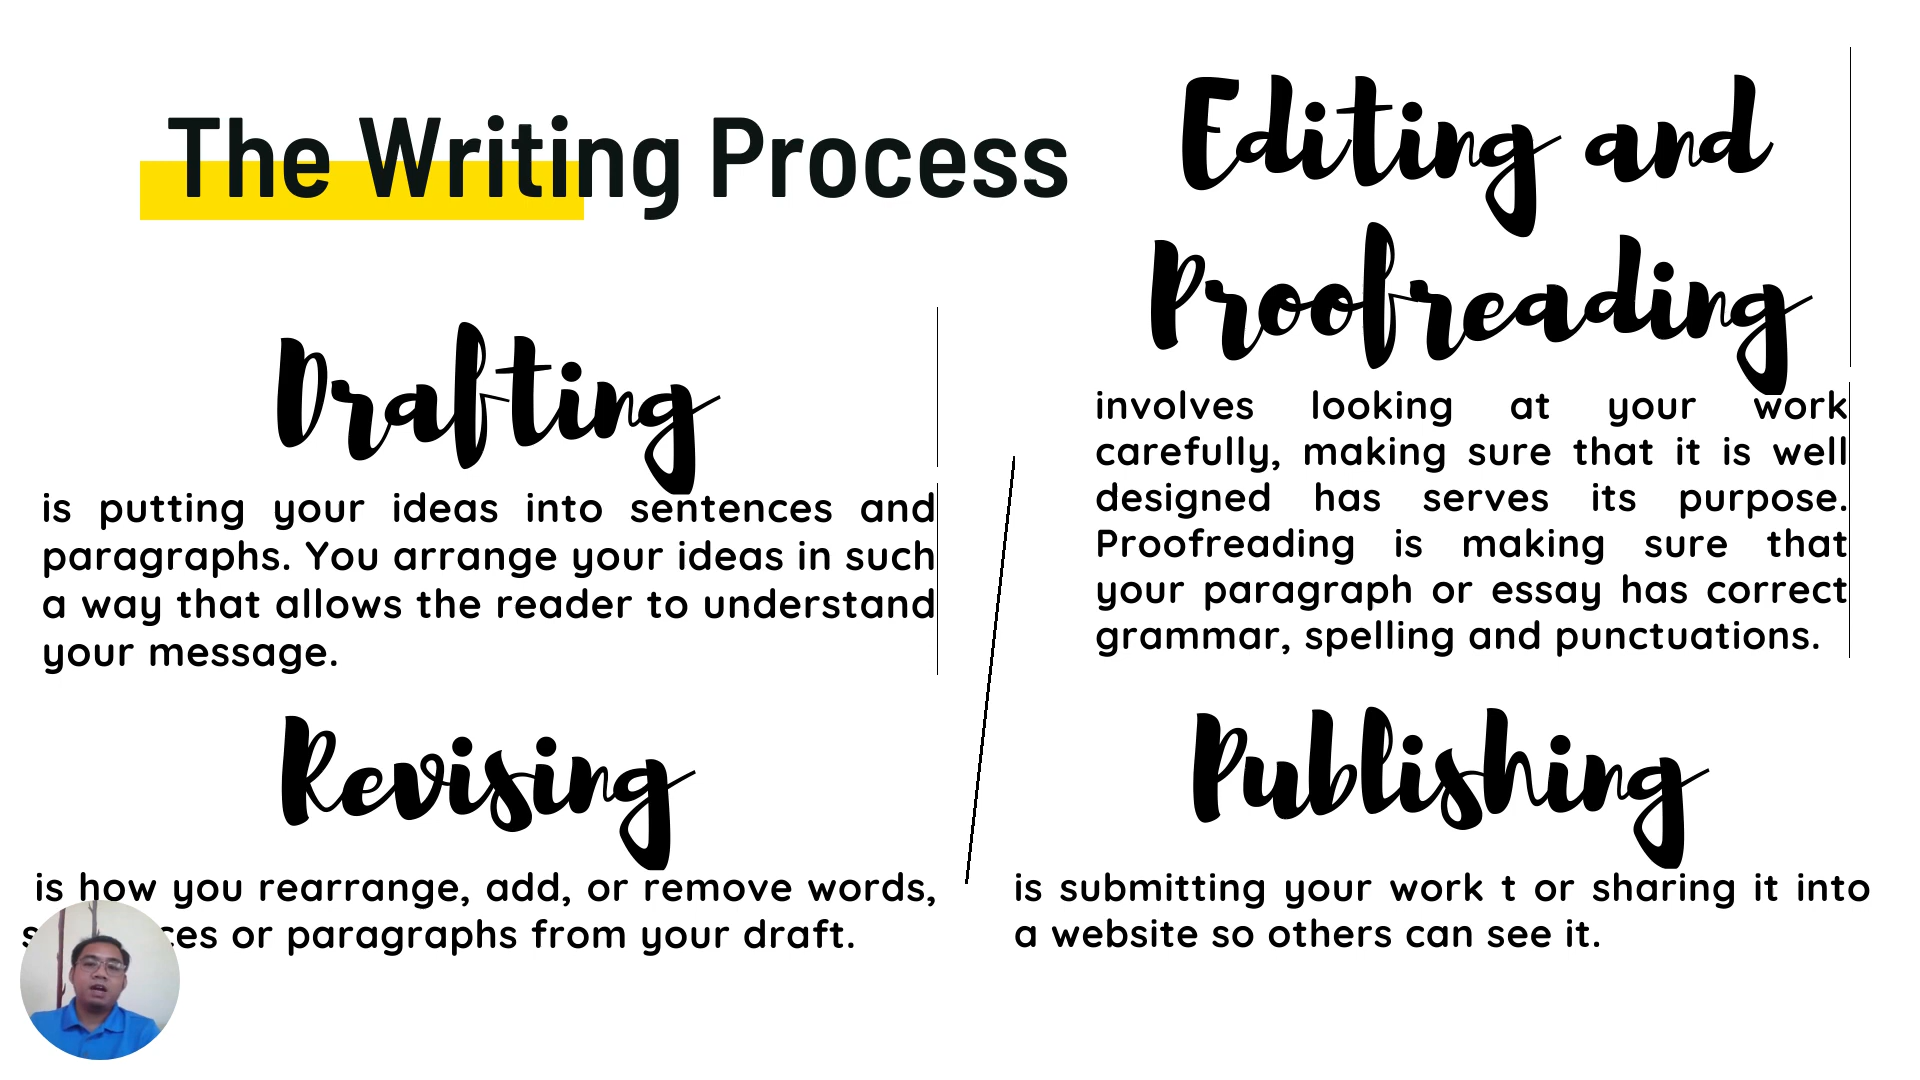 The Writing Process
Drafting
is putting your ideas into sentences and
paragraphs. You arrange your ideas in such
a way that allows the reader to understand
your message.
Revising
is how you rearrange, add, or remove words,
or paragraphs from your draft.
Editing and
Proofreading
involves looking at your work
carefully, making sure that it is well
designed has serves its purpose.
Proofreading is making sure that
your paragraph or essay has correct
grammar, spelling and punctuations.
Publishing
is submitting your work t or sharing it into
a website so others can see it.